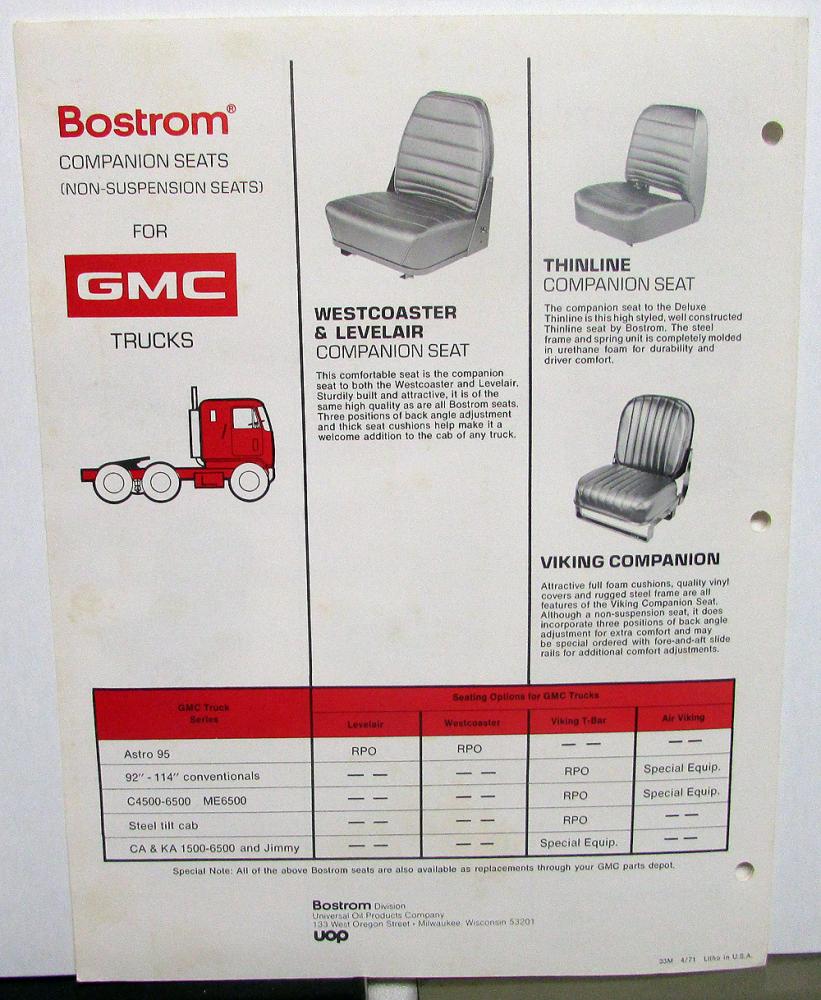 Bostrom®
COMPANION SEATS
(NON-SUSPENSION SEATS)
FOR
GMC
TRUCKS
WESTCOASTER
& LEVELAIR
COMPANION SEAT
This comfortable seat is the companion
seat to both the Westcoaster and Levelair.
Sturdily built and attractive, it is of the
same high quality as are all Bostrom seats.
Three positions of back angle adjustment
and thick seat cushions help make it a
welcome addition to the cab of any truck.
THINLINE
COMPANION SEAT
The companion seat to the Deluxe
Thinline is this high styled, well constructed
Thinline seat by Bostrom. The steel
frame and spring unit is completely molded
in urethane foam for durability and
driver comfort.
VIKING COMPANION
Attractive full foam cushions, quality vinyl
covers and rugged steel frame are all
features of the Viking Companion Seat.
Although a non-suspension seat, it does
incorporate three positions of back angle
adjustment for extra comfort and may
be special ordered with fore-and-aft slide
rails for additional comfort adjustments.
GMC Truck
Series
Seating Options for GMC Trucks
Levelair Westcoaster Viking T-Bar Air Viking
Astro 95 RPO RPO — — — —
92" - 114" conventionals — — — — RPO Special Equip.
C4500-6500 ME6500 — — — — RPO Special Equip.
Steel tilt cab — — — — RPO — —
CA & KA 1500-6500 and Jimmy — — — — Special Equip. — —
Special Note: All of the above Bostrom seats are also available as replacements through your GMC parts depot.
Bostrom Division
Universal Oil Products Company
133 West Oregon Street • Milwaukee, Wisconsin 53201
uop
33M 4/71 Litho in U.S.A.